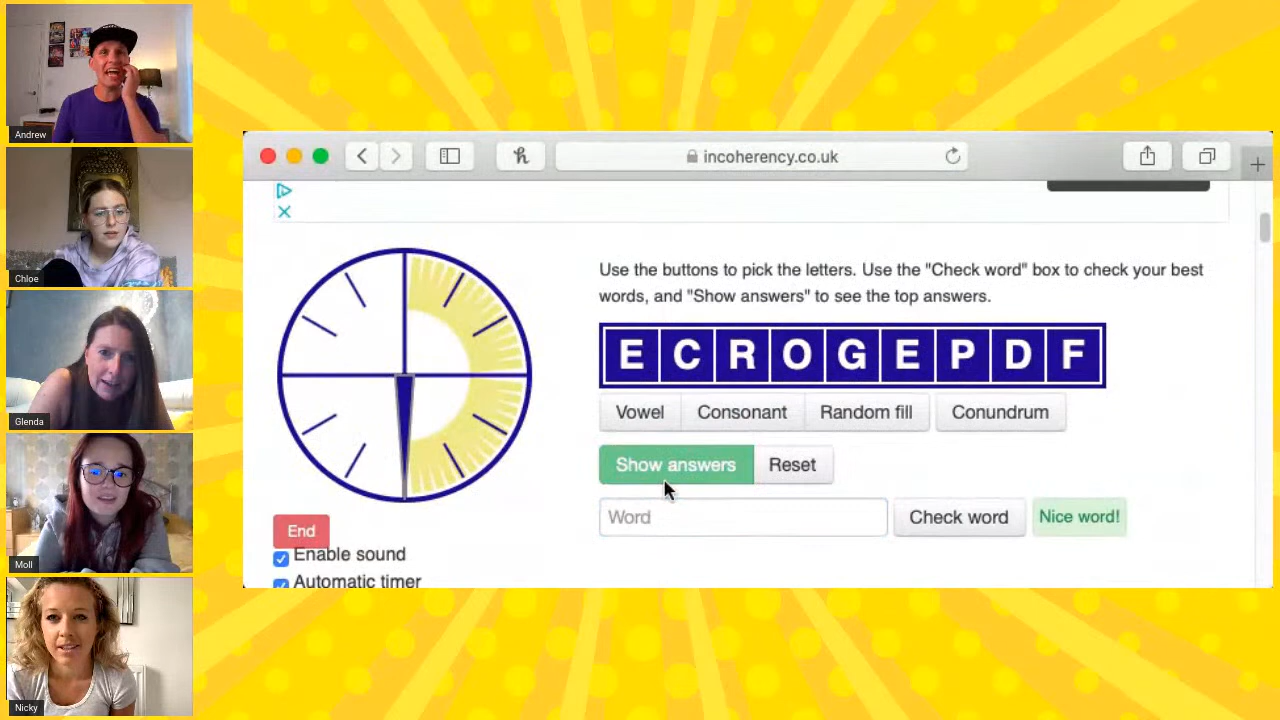 Andrew
Chloe
Glenda
Moll
Nicky
incoherency.co.uk
Use the buttons to pick the letters. Use the "Check word" box to check your best
words, and "Show answers" to see the top answers.
E C R O G E P D F
Vowel Consonant Random fill Conundrum
Show answers Reset
Word Check word Nice word!
End
Enable sound
Automatic timer